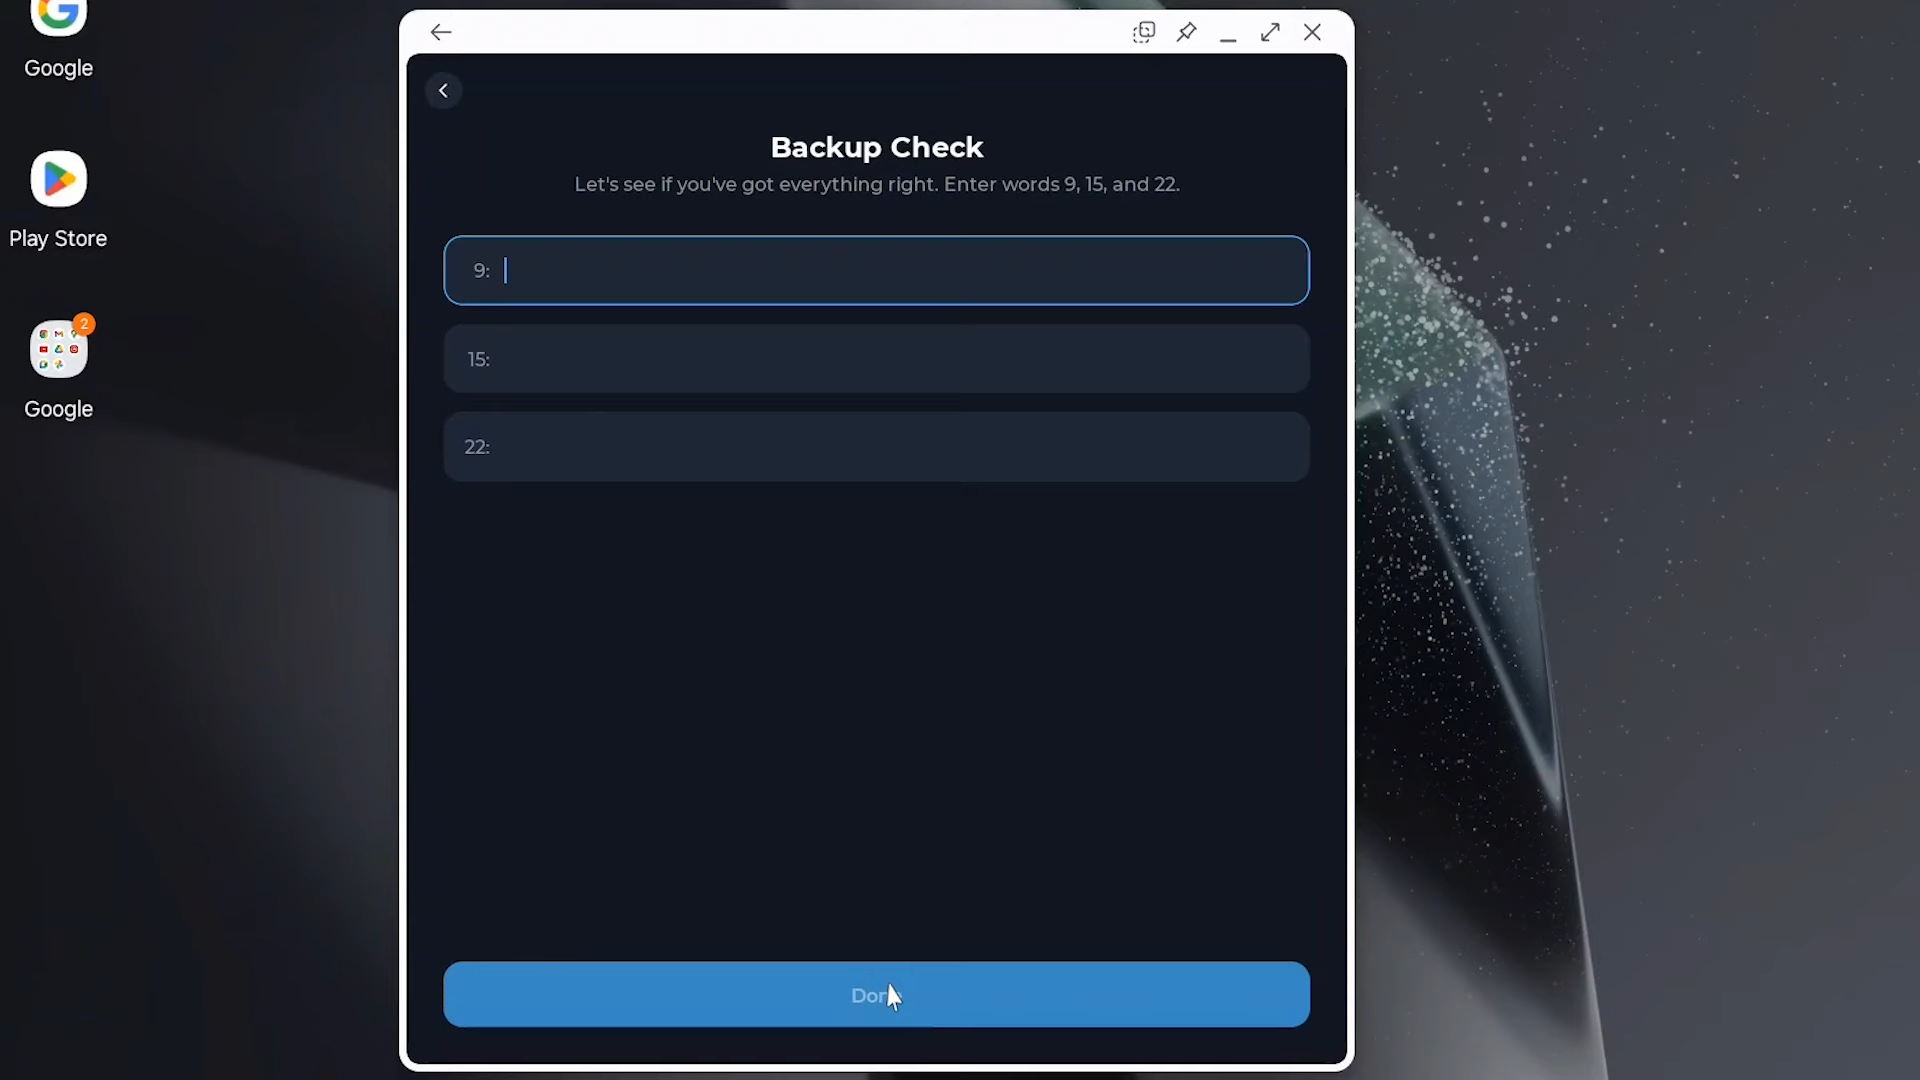 Google
Play Store
2
Google
Backup Check
Let's see if you've got everything right. Enter words 9, 15, and 22.
9:
15:
22: